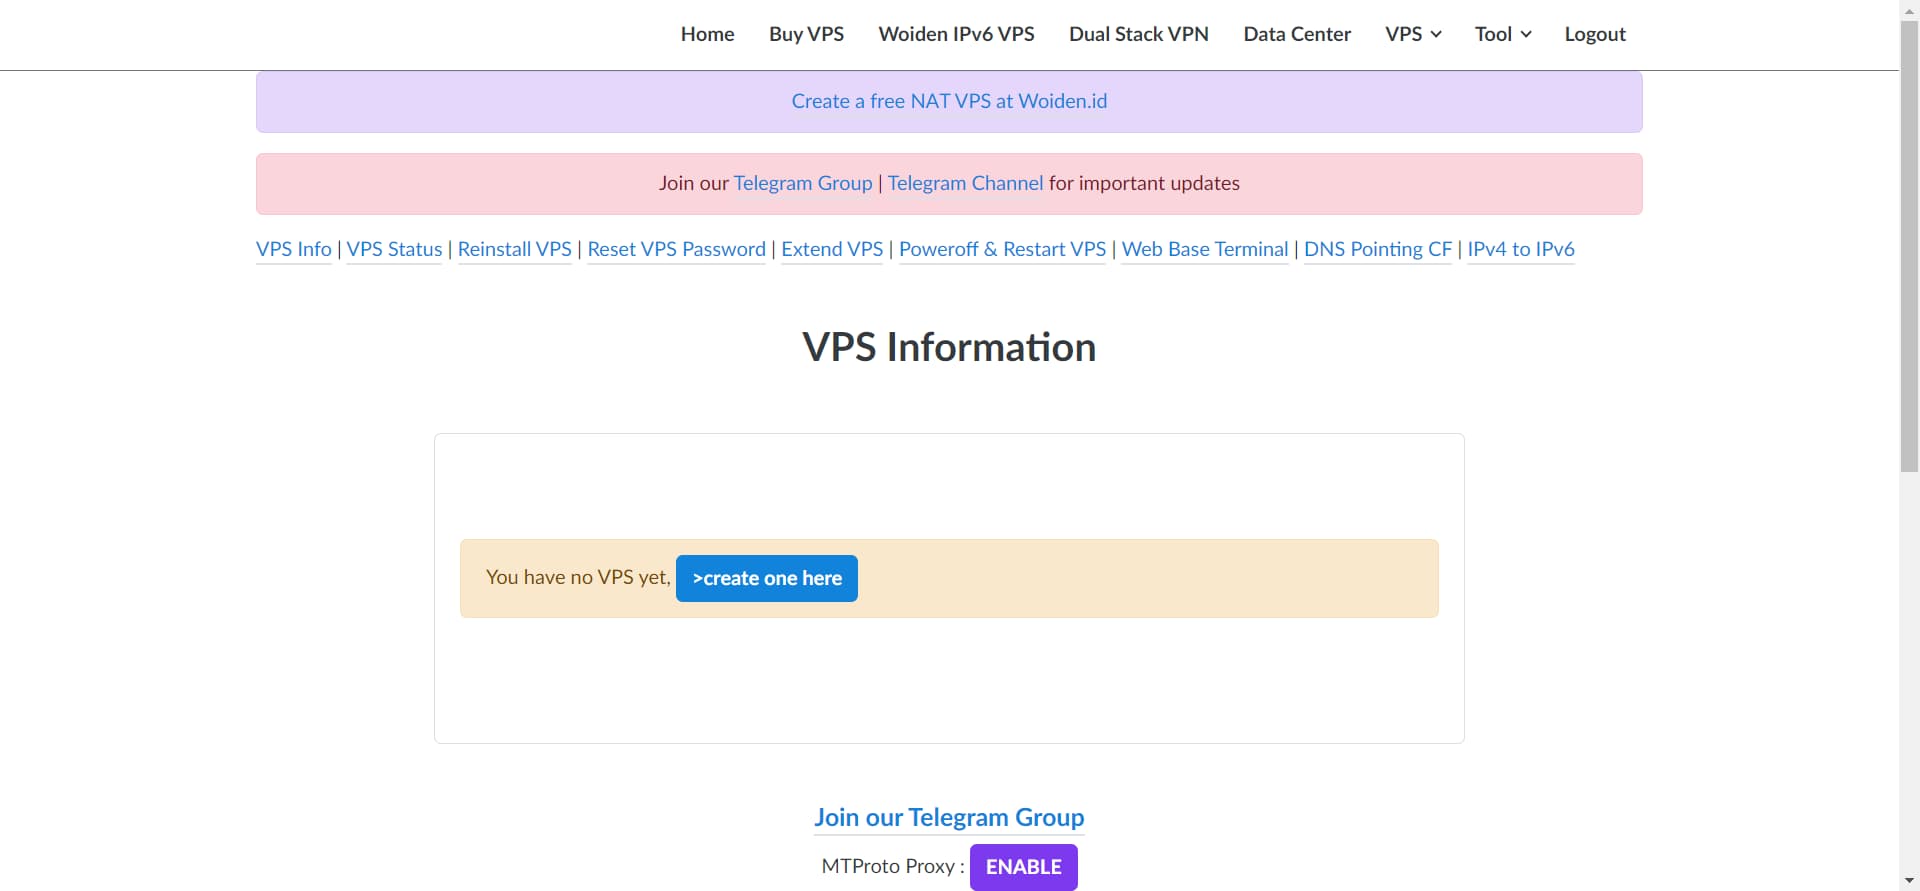 Home Buy VPS Woiden IPv6 VPS Dual Stack VPN Data Center VPS Tool Logout
Create a free NAT VPS at Woiden.id
Join our Telegram Group | Telegram Channel for important updates
VPS Info | VPS Status | Reinstall VPS | Reset VPS Password | Extend VPS | Poweroff & Restart VPS | Web Base Terminal | DNS Pointing CF | IPv4 to IPv6
VPS Information
You have no VPS yet, >create one here
Join our Telegram Group
MTProto Proxy : ENABLE